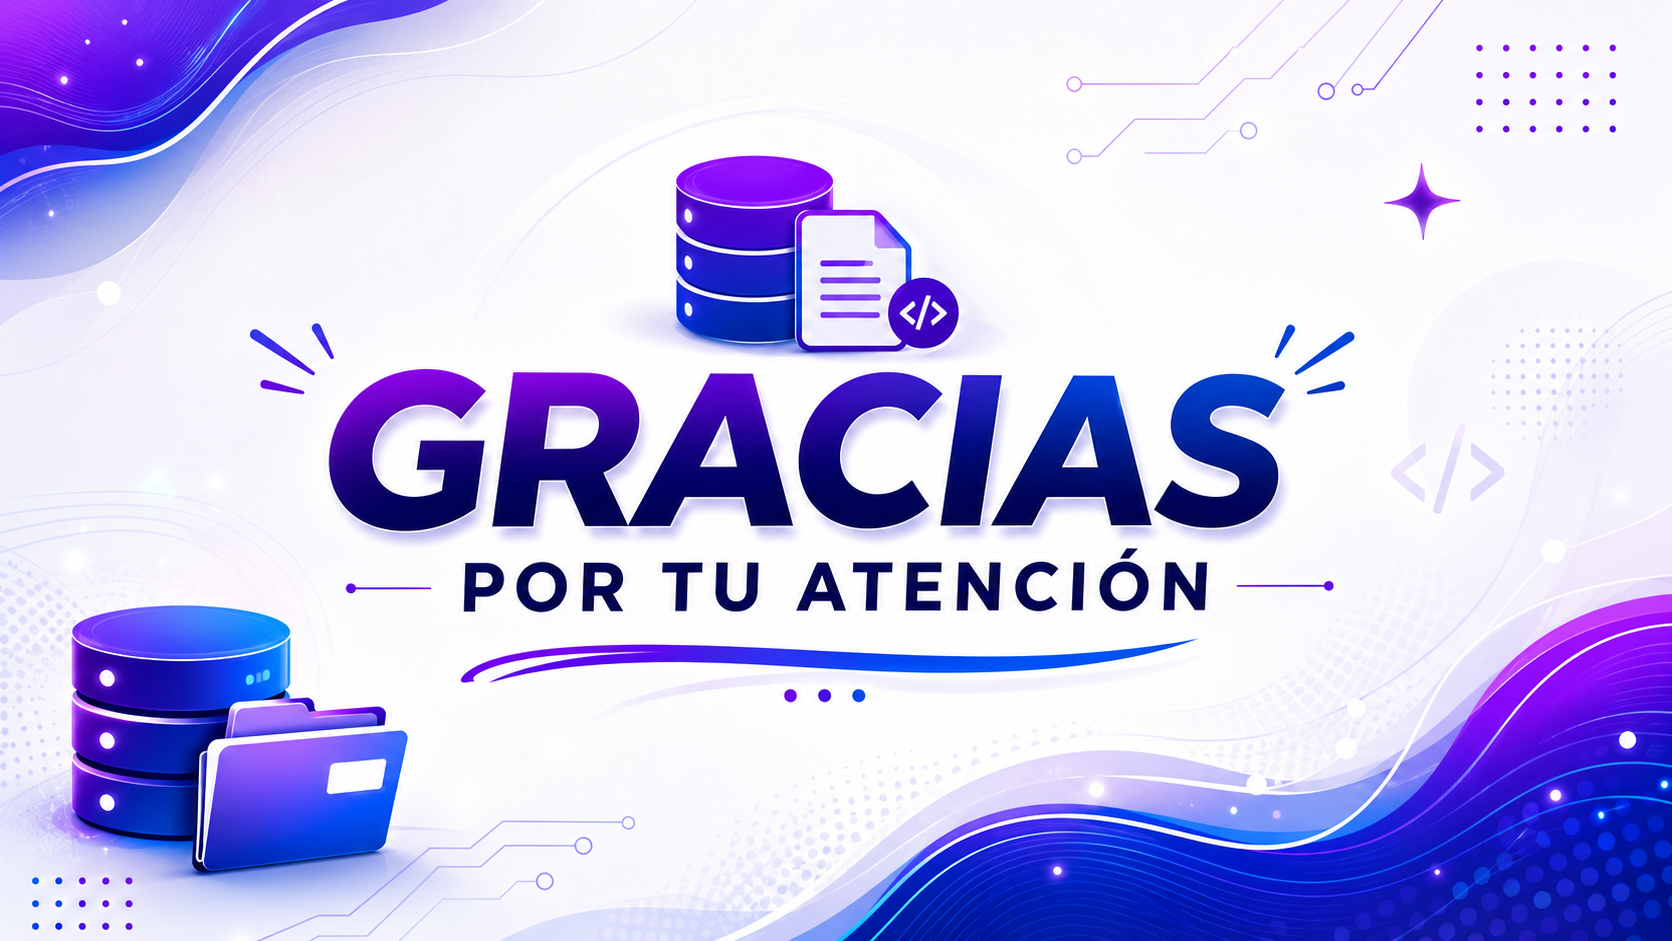 </>
GRACIAS
</>
POR TU ATENCIÓN